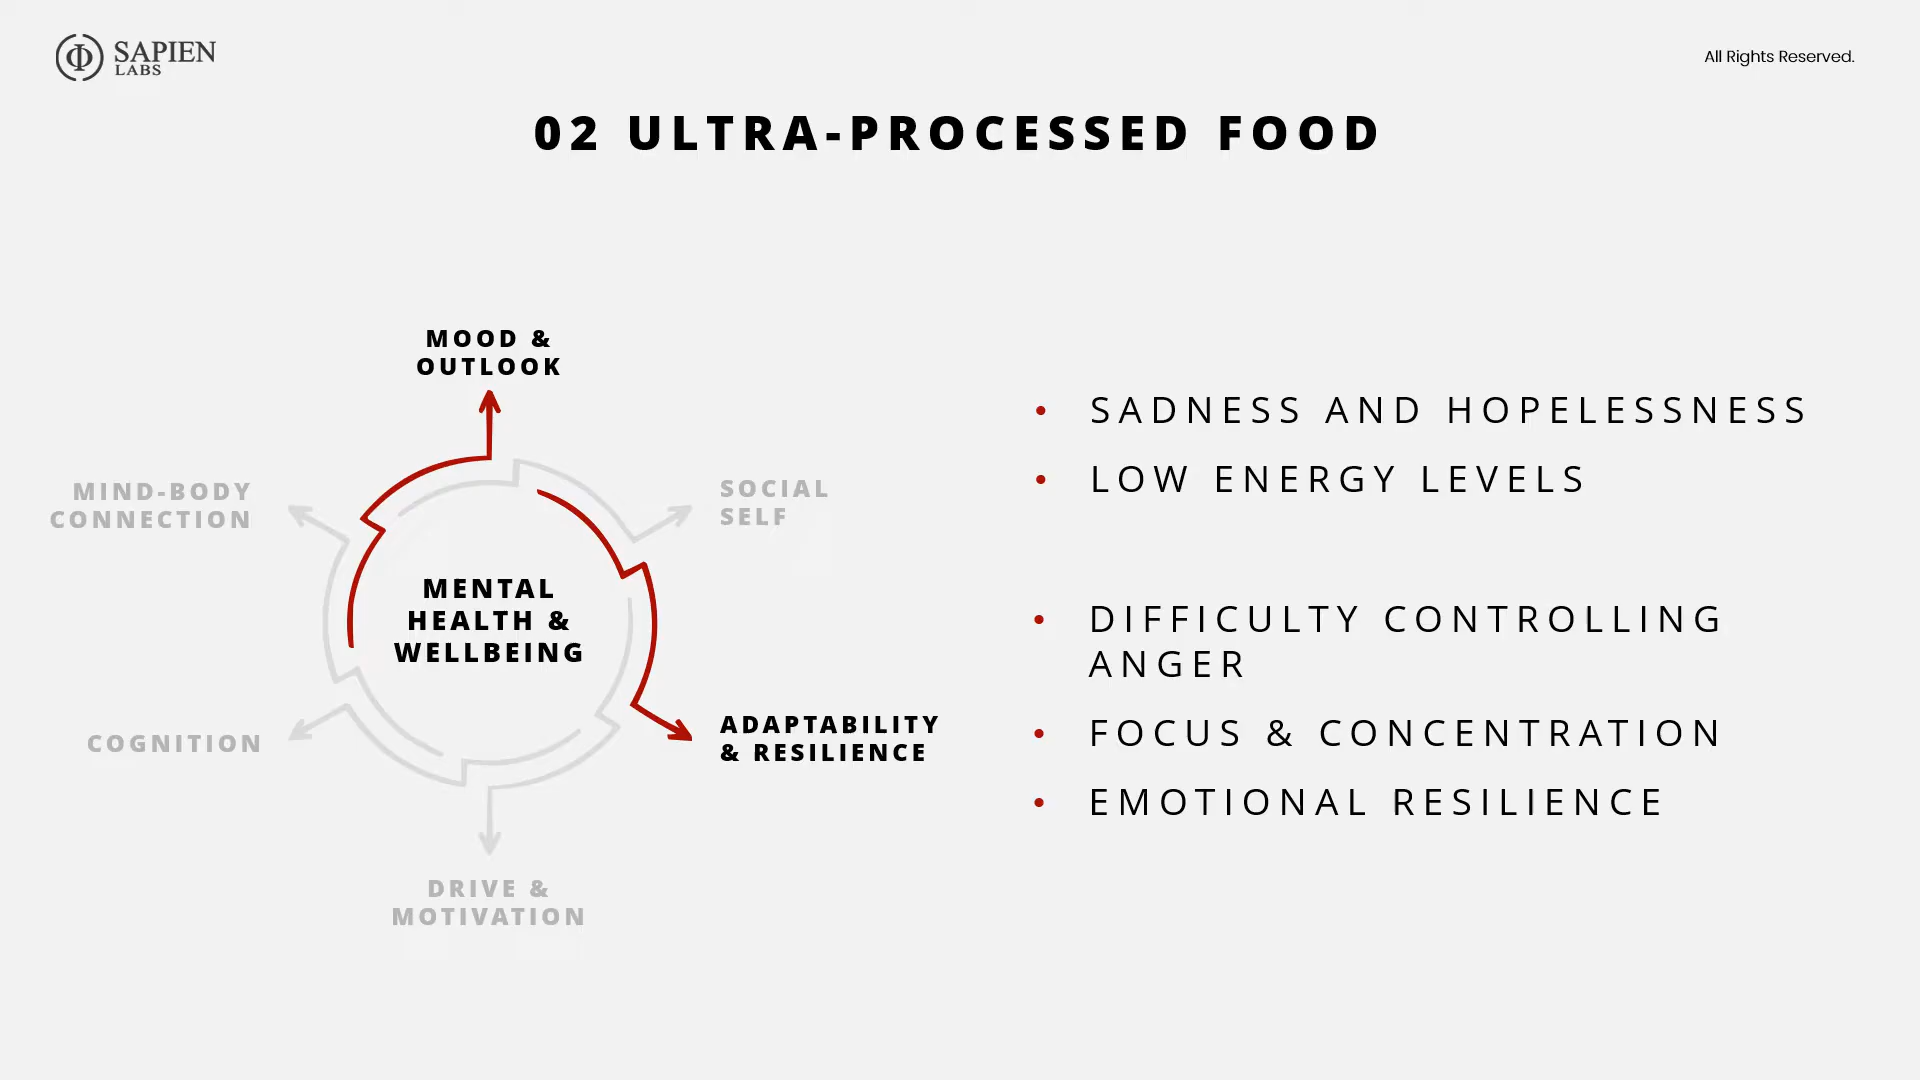 SAPIEN
LABS
All Rights Reserved.
02 ULTRA-PROCESSED FOOD
MOOD &
OUTLOOK
MIND-BODY
CONNECTION
SOCIAL
SELF
MENTAL
HEALTH &
WELLBEING
COGNITION
ADAPTABILITY
& RESILIENCE
DRIVE &
MOTIVATION
• SADNESS AND HOPELESSNESS
• LOW ENERGY LEVELS
• DIFFICULTY CONTROLLING
ANGER
• FOCUS & CONCENTRATION
• EMOTIONAL RESILIENCE